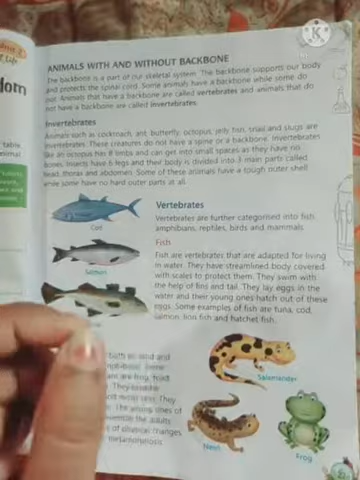 ANIMALS WITH AND WITHOUT BACKBONE
The backbone is a part of our skeletal system. The backbone supports our body
and protects the spinal cord. Some animals have a backbone while some do
not. Animals that have a backbone are called vertebrates and animals that do
not have a backbone are called invertebrates.
Invertebrates
Animals such as cockroach, ant, butterfly, octopus, jelly fish, snail and slugs are
invertebrates. These creatures do not have a spine or a backbone. Invertebrates
like an octopus have 8 limbs and can get into small spaces as they have no
bones. Insects have 6 legs and their body is divided into 3 main parts called
head, thorax and abdomen. Some of these animals have a tough outer shell
while some have no hard outer parts at all.
Vertebrates
Vertebrates are further categorised into fish,
amphibians, reptiles, birds and mammals.
Cod
Fish
Fish are vertebrates that are adapted for living
in water. They have streamlined body covered
with scales to protect them. They swim with
the help of fins and tail. They lay eggs in the
water and their young ones hatch out of these
eggs. Some examples of fish are tuna, cod,
salmon, lion fish and hatchet fish.
Salmon
both on land and
are frog, toad
They
The young ones of
the adults
of physical changes
metamorphosis
Salamander
Newt
Frog